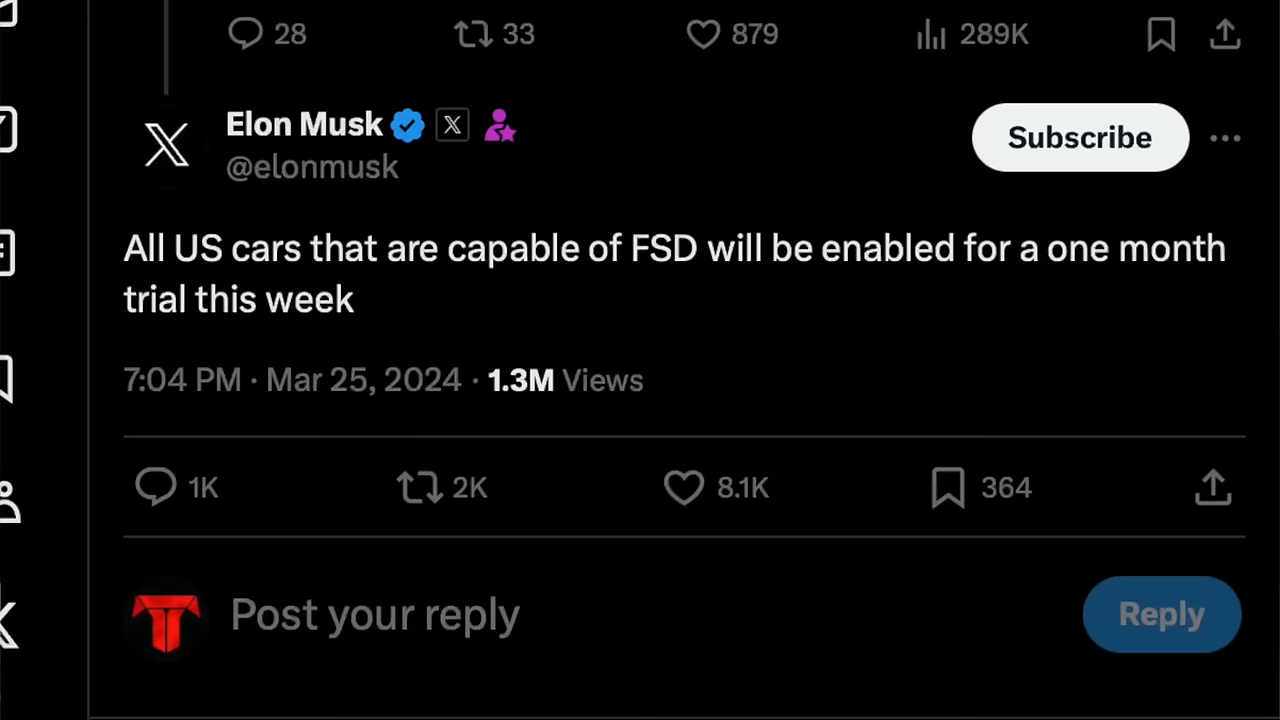 28 33 879 289K
Elon Musk
@elonmusk
Subscribe
All US cars that are capable of FSD will be enabled for a one month
trial this week
7:04 PM · Mar 25, 2024 · 1.3M Views
1K 2K 8.1K 364
Post your reply
Reply